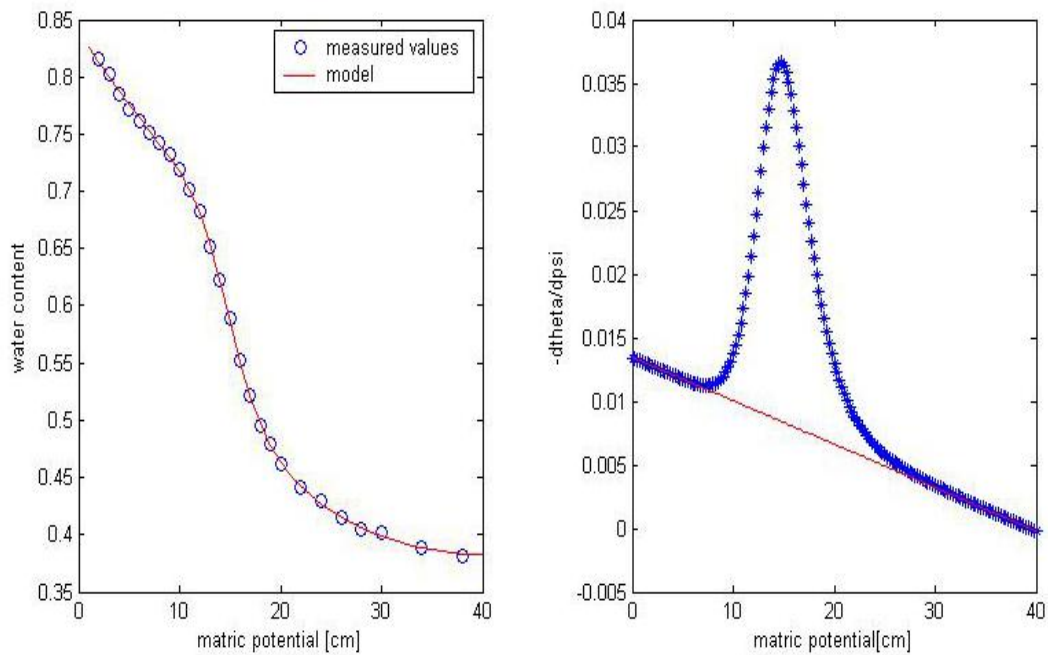 0.85
0.8
0.75
0.7
0.65
0.6
0.55
0.5
0.45
0.4
0.35
water content
measured values
model
0 10 20 30 40
matric potential [cm]
0.04
0.035
0.03
0.025
0.02
0.015
0.01
0.005
0
-0.005
-dtheta/dpsi
0 10 20 30 40
matric potential[cm]